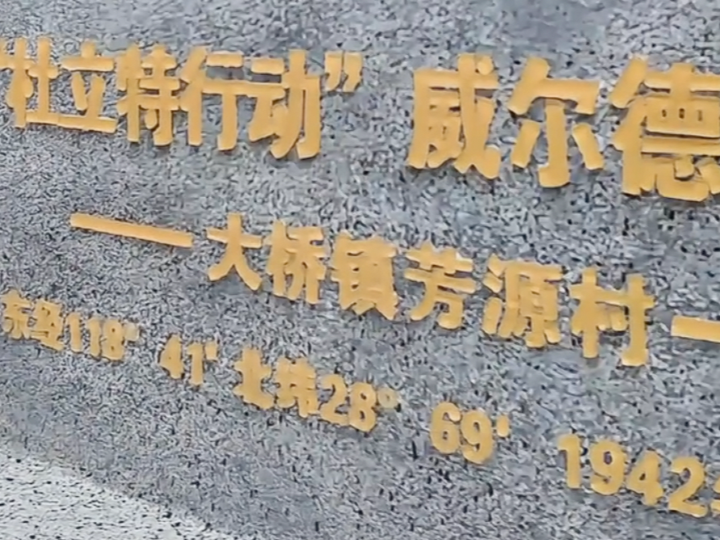 “杜立特行动” 威尔德
——大桥镇芳源村—
东经118° 41′ 北纬28° 69′ 1942